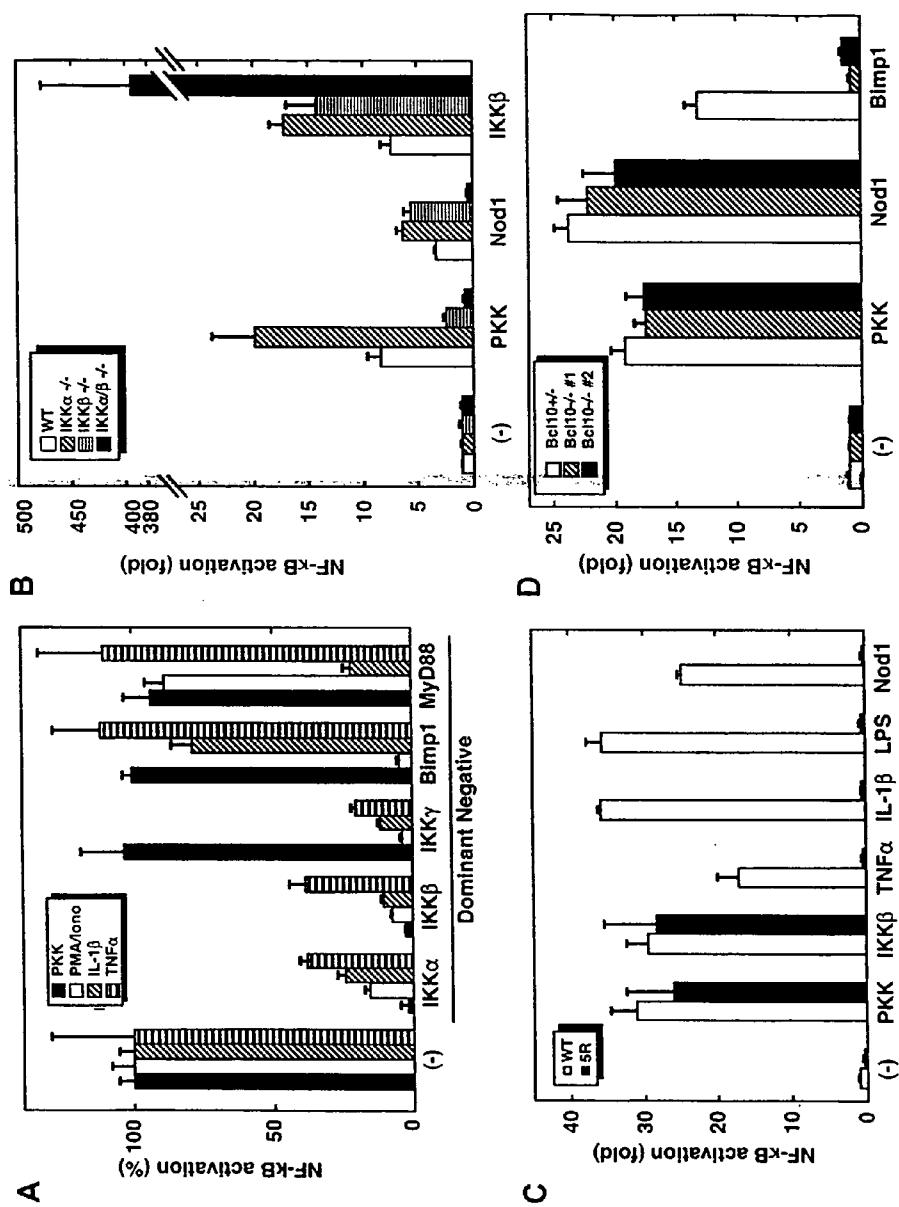 A
NF-kB activation (%)
100
50
0
PKK
PMA/Iono
IL-1β
TNFα
(-)
IKKα
IKKβ
IKKγ
Bimp1
MyD88
Dominant Negative
B
NF-κB activation (fold)
500
450
400
380
25
20
15
10
5
0
WT
IKKα -/-
IKKβ -/-
IKKα/β -/-
(-)
PKK
Nod1
IKKβ
C
NF-κB activation (fold)
40
30
20
10
0
WT
5R
(-)
PKK
IKKβ
TNFα
IL-1β
LPS
Nod1
D
NF-κB activation (fold)
25
20
15
10
5
0
Bcl10+/-
Bcl10-/- #1
Bcl10-/- #2
(-)
PKK
Nod1
Bimp1